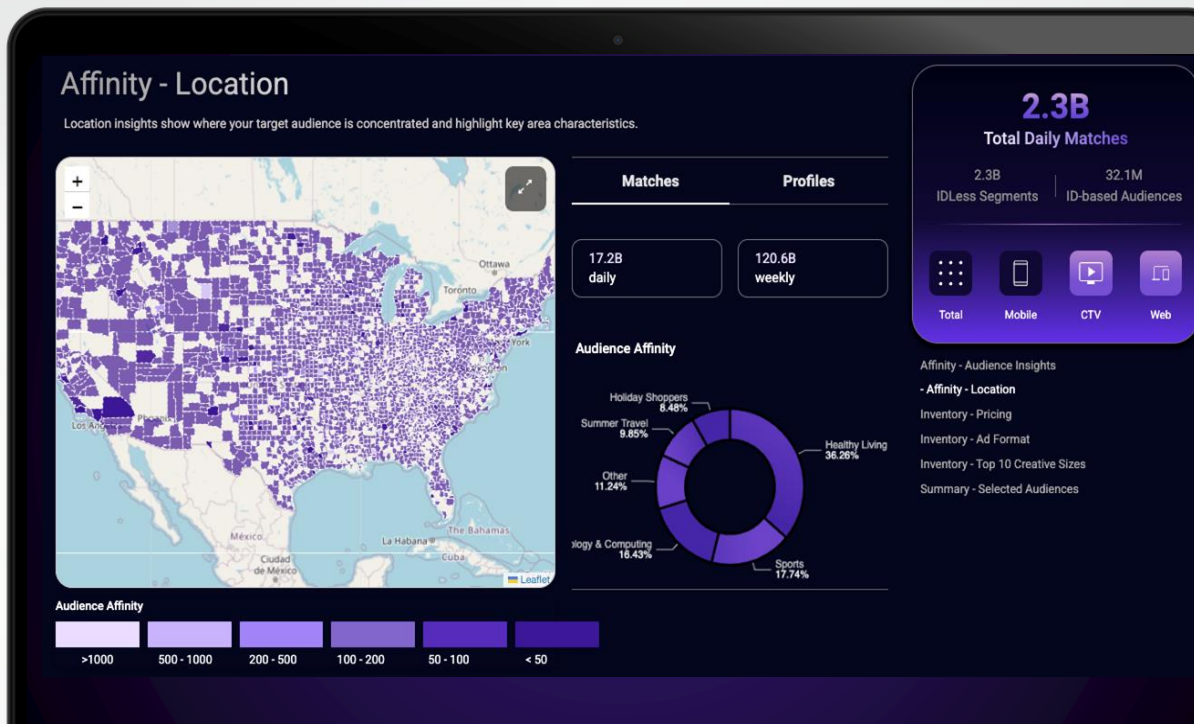 Affinity - Location
Location insights show where your target audience is concentrated and highlight key area characteristics.
+
−
Ottawa
Toronto
York
México
Ciudad
de México
La Habana
Cuba
The Bahamas
Leaflet
Audience Affinity
>1000
500 - 1000
200 - 500
100 - 200
50 - 100
< 50
Matches
Profiles
17.2B
daily
120.6B
weekly
Audience Affinity
Holiday Shoppers
8.48%
Summer Travel
9.85%
Other
11.24%
ology & Computing
16.43%
Sports
17.74%
Healthy Living
36.26%
2.3B
Total Daily Matches
2.3B
IDLess Segments
32.1M
ID-based Audiences
Total
Mobile
CTV
Web
Affinity - Audience Insights
- Affinity - Location
Inventory - Pricing
Inventory - Ad Format
Inventory - Top 10 Creative Sizes
Summary - Selected Audiences